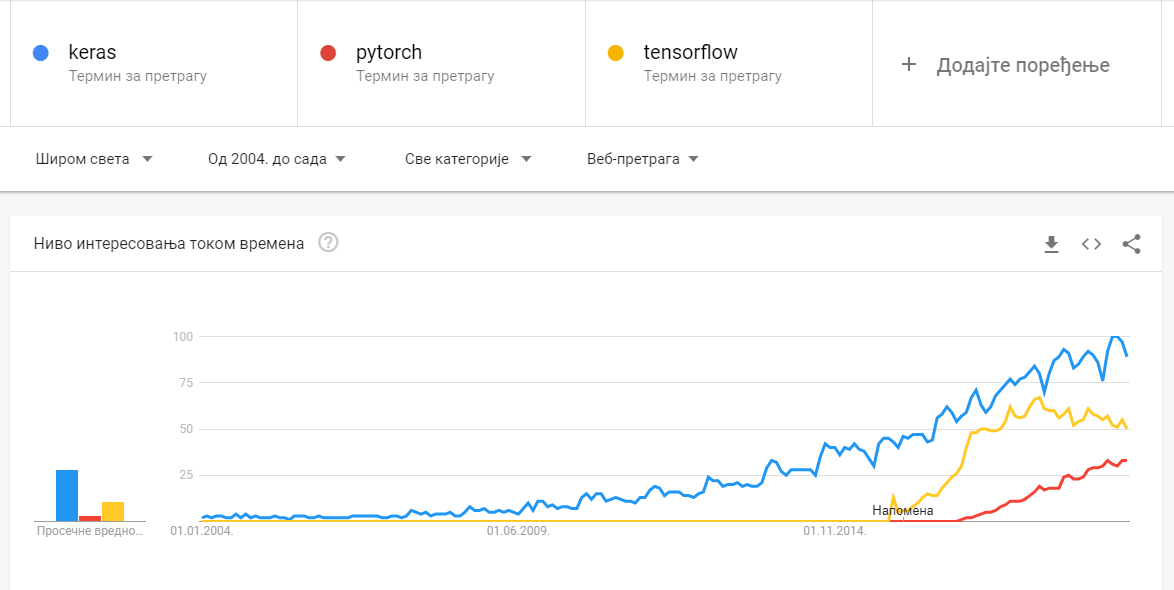 keras
Термин за претрагу
pytorch
Термин за претрагу
tensorflow
Термин за претрагу
+ Додајте поређење
Широм света
Од 2004. до сада
Све категорије
Веб-претрага
Ниво интересовања током времена
?
100
75
50
25
Напомена
Просечне вредно...
01.01.2004.
01.06.2009.
01.11.2014.